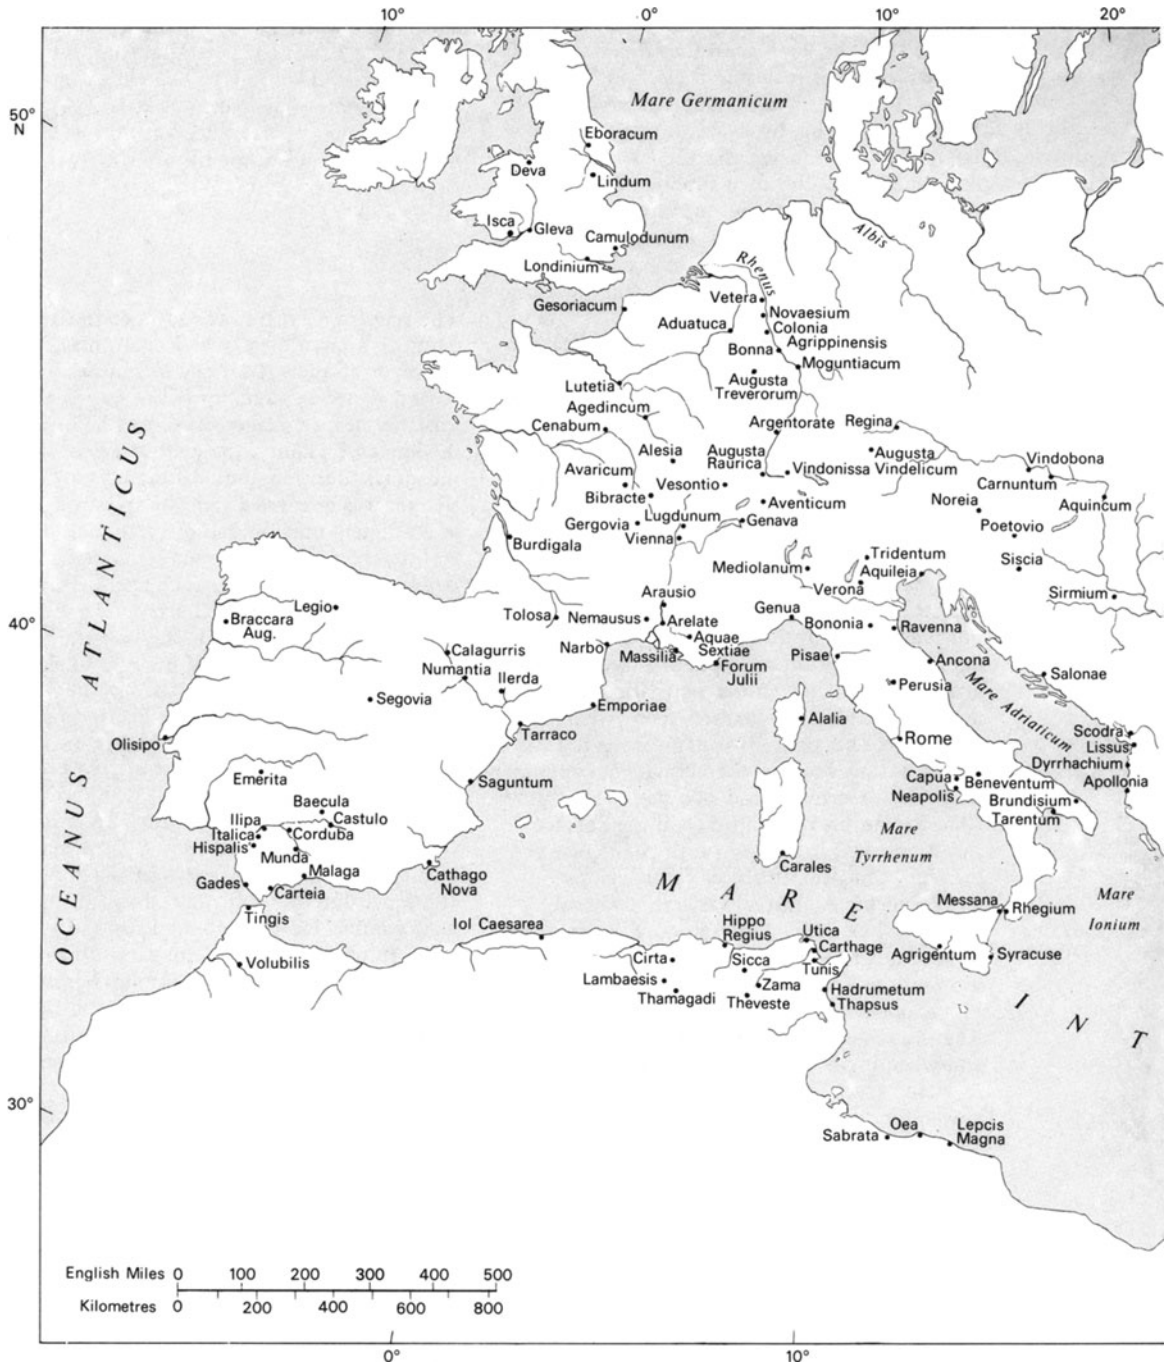 10° 0° 10° 20°
50°
N
Mare Germanicum
Eboracum
Deva
Lindum
Isca
Gleva
Camulodunum
Londinium
Albis
Rhenus
Gesoriacum
Vetera
Novaesium
Aduatuca
Colonia
Agrippinensis
Bonna
Moguntiacum
Augusta
Treverorum
Lutetia
Agedincum
Cenabum
Argentorate
Regina
Alesia
Augusta
Raurica
Augusta
Vindelicum
Vindobona
Avaricum
Vesontio
Vindonissa
Carnuntum
Bibracte
Aventicum
Noreia
Aquincum
Gergovia
Lugdunum
Genava
Poetovio
Vienna
Burdigala
Tridentum
Mediolanum
Aquileia
Siscia
Verona
Sirmium
OCEANUS ATLANTICUS
40°
Legio
Braccara
Aug.
Tolosa
Nemausus
Arausio
Arelate
Genua
Bononia
Ravenna
Aquae
Sextiae
Calagurris
Narbo
Massilia
Forum
Julii
Pisae
Ancona
Numantia
Ilerda
Salonae
Segovia
Perusia
Emporiae
Alalia
Mare Adriaticum
Olisipo
Tarraco
Rome
Scodra
Lissus
Dyrrhachium
Emerita
Saguntum
Capua
Beneventum
Apollonia
Neapolis
Brundisium
Baecula
Castulo
Tarentum
Ilipa
Italica
Corduba
Hispalis
Munda
Mare
Tyrrhenum
Malaga
Cathago
Nova
Carales
Gades
Carteia
MARE
Messana
Rhegium
Mare
Ionium
Tingis
Iol Caesarea
Hippo
Regius
Utica
Carthage
Volubilis
Cirta
Sicca
Tunis
Agrigentum
Syracuse
Lambaesis
Zama
Hadrumetum
Thamagadi
Theveste
Thapsus
INT
30°
Sabrata
Oea
Lepcis
Magna
English Miles 0 100 200 300 400 500
Kilometres 0 200 400 600 800
0° 10°